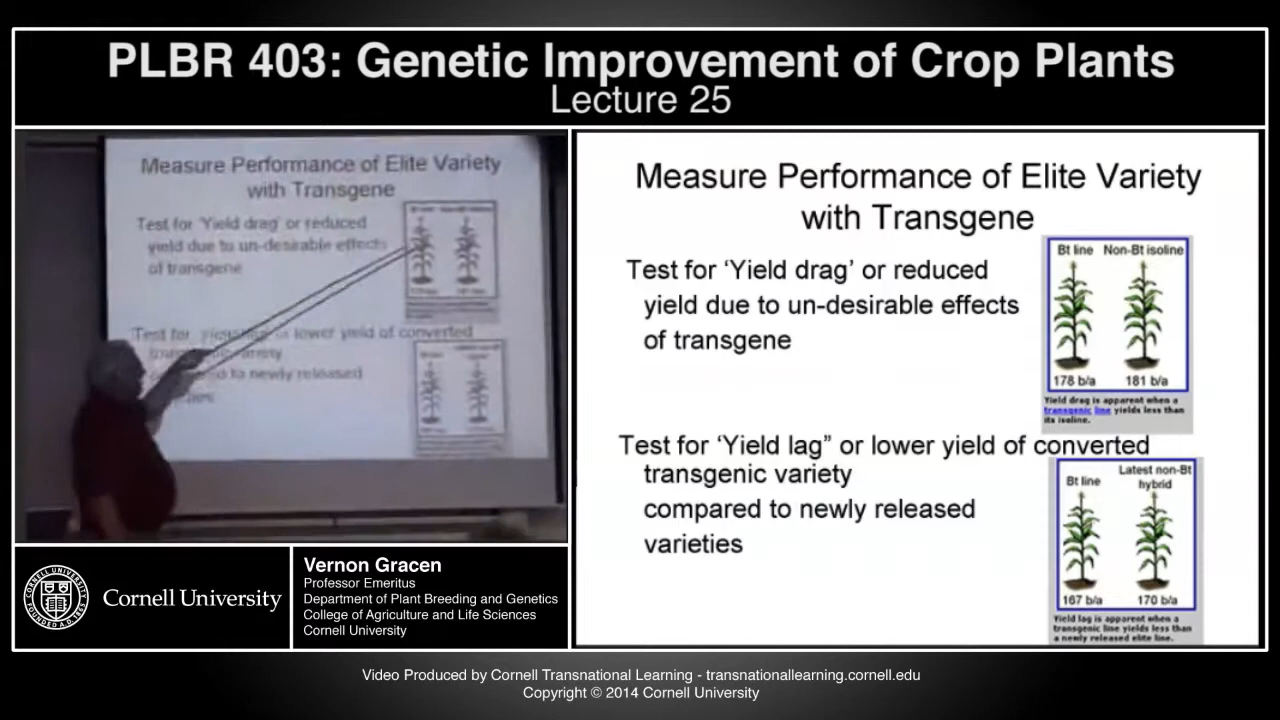 PLBR 403: Genetic Improvement of Crop Plants
Lecture 25
Measure Performance of Elite Variety
with Transgene
Test for 'Yield drag' or reduced
yield due to un-desirable effects
of transgene
Test for lower yield of converted
to newly released
Measure Performance of Elite Variety
with Transgene
Test for ‘Yield drag’ or reduced
yield due to un-desirable effects
of transgene
Bt line Non-Bt isoline
178 b/a 181 b/a
Yield drag is apparent when a
transgenic line yields less than
its isoline.
Test for ‘Yield lag” or lower yield of converted
transgenic variety
compared to newly released
varieties
Bt line
Latest non-Bt
hybrid
167 b/a 170 b/a
Yield lag is apparent when a
transgenic line yields less than
a newly released elite line.
CORNELL UNIVERSITY
FOUNDED A.D. 1865
Cornell University
Vernon Gracen
Professor Emeritus
Department of Plant Breeding and Genetics
College of Agriculture and Life Sciences
Cornell University
Video Produced by Cornell Transnational Learning - transnationallearning.cornell.edu
Copyright © 2014 Cornell University